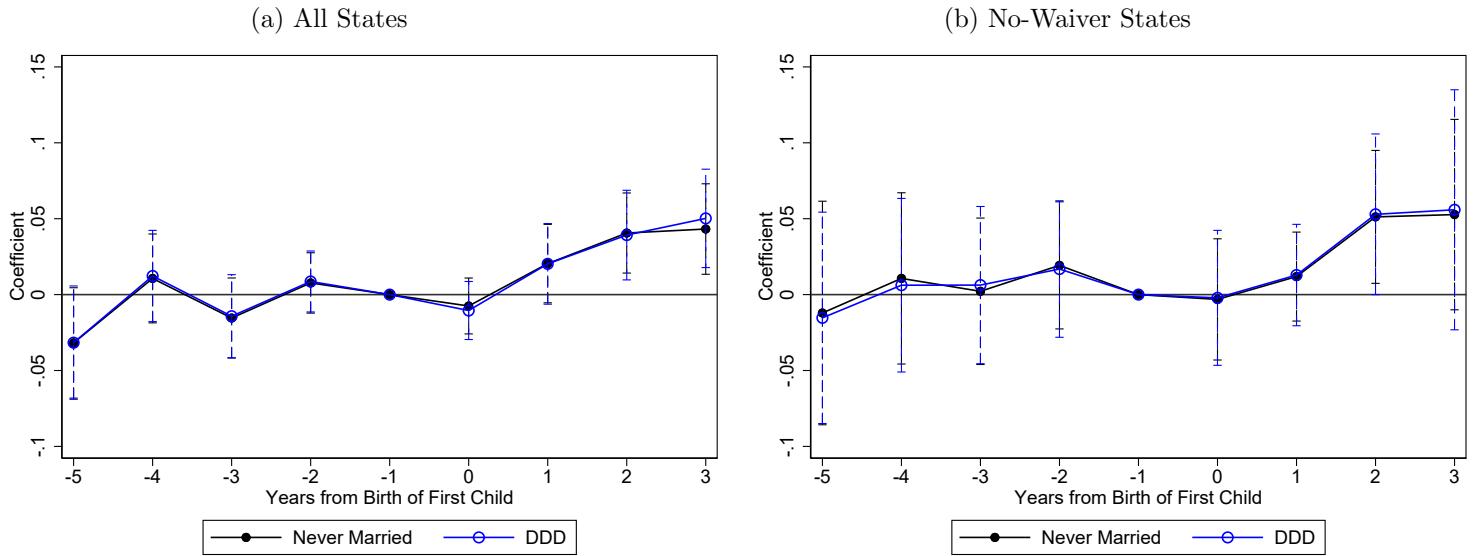 (a) All States
.15
.1
.05
0
-.05
-.1
Coefficient
-5 -4 -3 -2 -1 0 1 2 3
Years from Birth of First Child
Never Married DDD
(b) No-Waiver States
.15
.1
.05
0
-.05
-.1
Coefficient
-5 -4 -3 -2 -1 0 1 2 3
Years from Birth of First Child
Never Married DDD